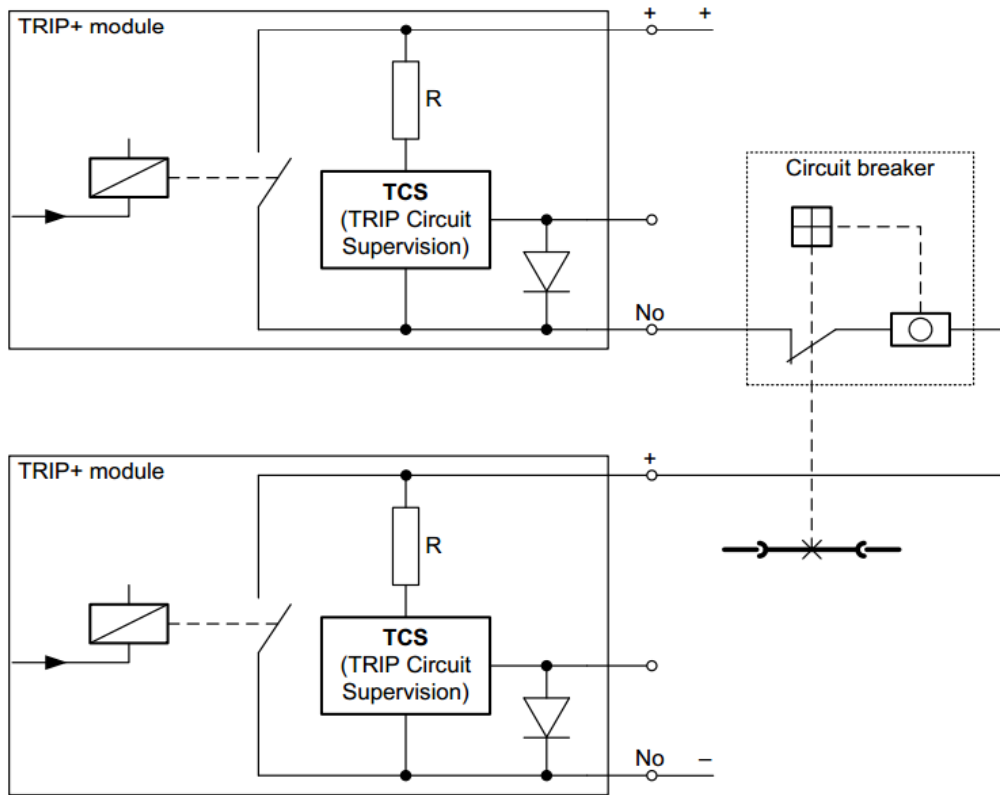 TRIP+ module
+ +
R
TCS
(TRIP Circuit
Supervision)
No
Circuit breaker
TRIP+ module
+
R
TCS
(TRIP Circuit
Supervision)
No –